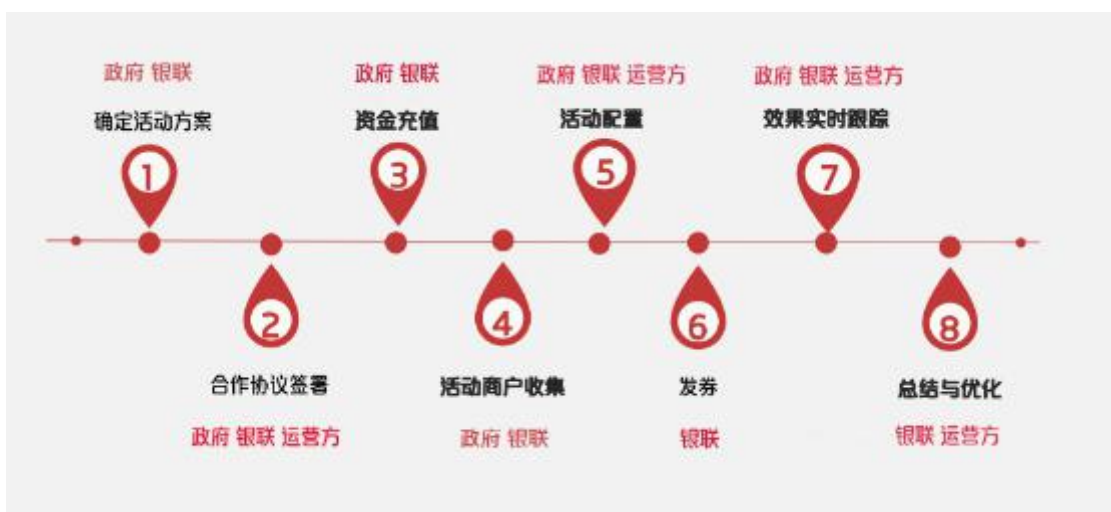 政府 银联
确定活动方案
1
2
合作协议签署
政府 银联 运营方
政府 银联
资金充值
3
4
活动商户收集
政府 银联
政府 银联 运营方
活动配置
5
6
发券
银联
政府 银联 运营方
效果实时跟踪
7
8
总结与优化
银联 运营方